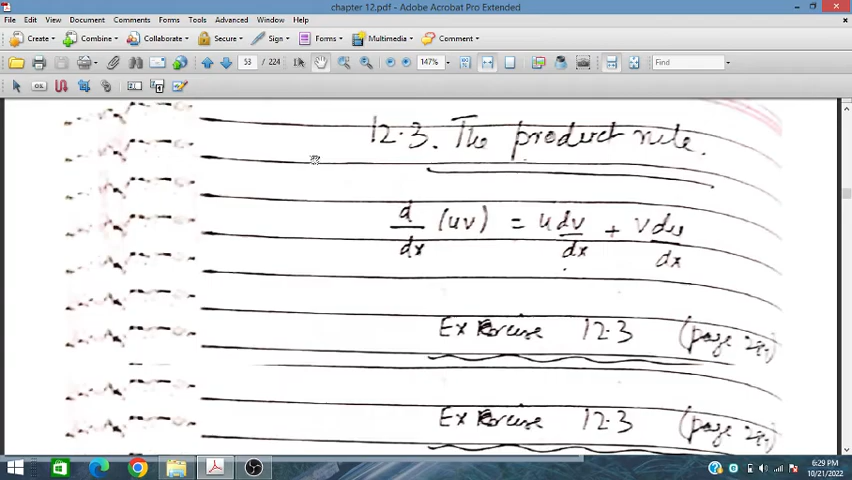 chapter 12.pdf - Adobe Acrobat Pro Extended
File Edit View Document Comments Forms Tools Advanced Window Help
Create Combine Collaborate Secure Sign Forms Multimedia Comment
53 / 224 147% Find
12.3. The product rule.
d/dx (uv) = u dv/dx + v du/dx
Exercise 12.3 (page
Exercise 12.3 (page
6:29 PM
10/21/2022